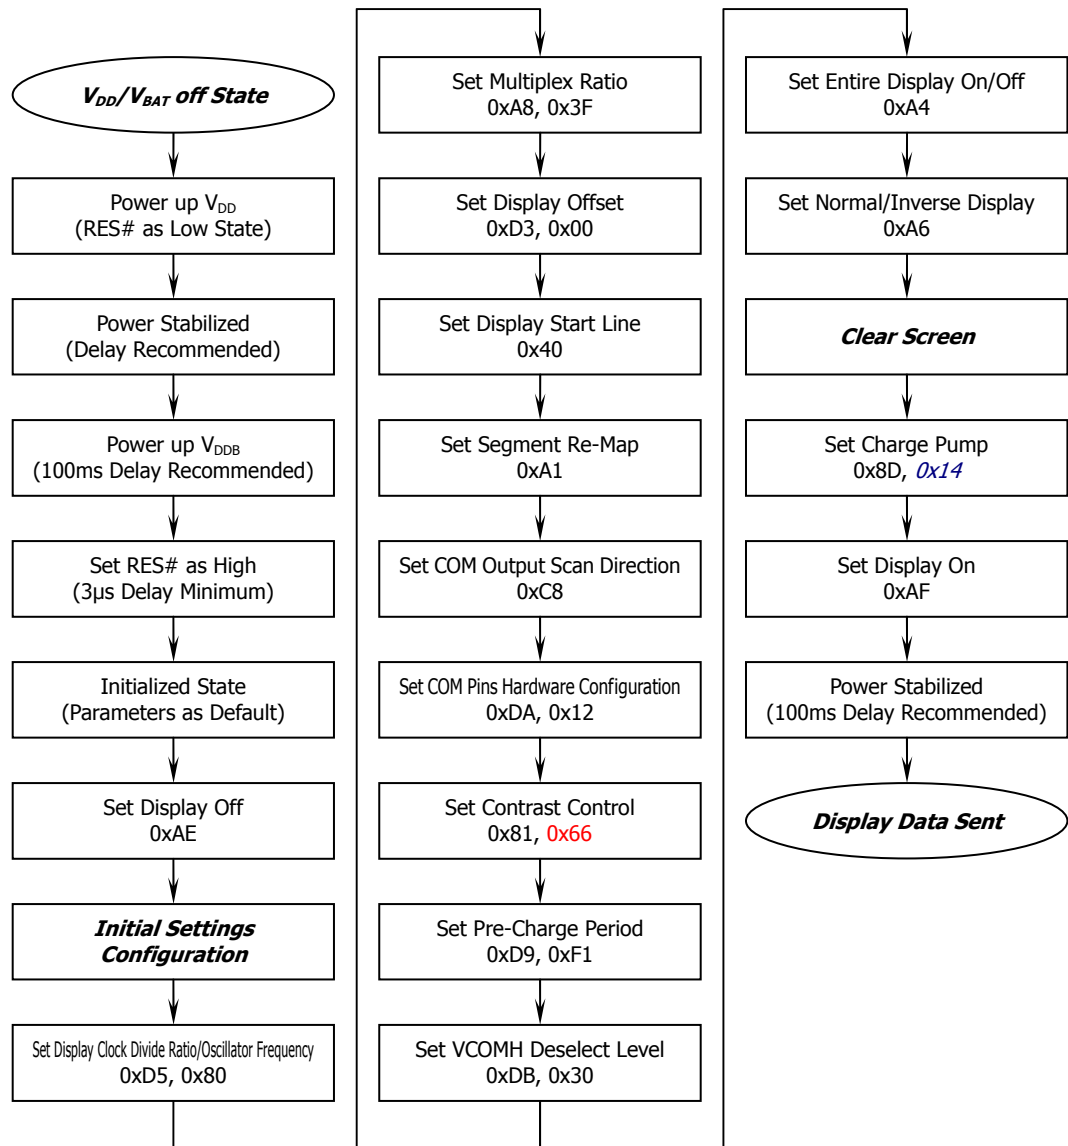 V_DD/V_BAT off State
Power up V_DD
(RES# as Low State)
Power Stabilized
(Delay Recommended)
Power up V_DDB
(100ms Delay Recommended)
Set RES# as High
(3μs Delay Minimum)
Initialized State
(Parameters as Default)
Set Display Off
0xAE
Initial Settings
Configuration
Set Display Clock Divide Ratio/Oscillator Frequency
0xD5, 0x80
Set Multiplex Ratio
0xA8, 0x3F
Set Display Offset
0xD3, 0x00
Set Display Start Line
0x40
Set Segment Re-Map
0xA1
Set COM Output Scan Direction
0xC8
Set COM Pins Hardware Configuration
0xDA, 0x12
Set Contrast Control
0x81, 0x66
Set Pre-Charge Period
0xD9, 0xF1
Set VCOMH Deselect Level
0xDB, 0x30
Set Entire Display On/Off
0xA4
Set Normal/Inverse Display
0xA6
Clear Screen
Set Charge Pump
0x8D, 0x14
Set Display On
0xAF
Power Stabilized
(100ms Delay Recommended)
Display Data Sent